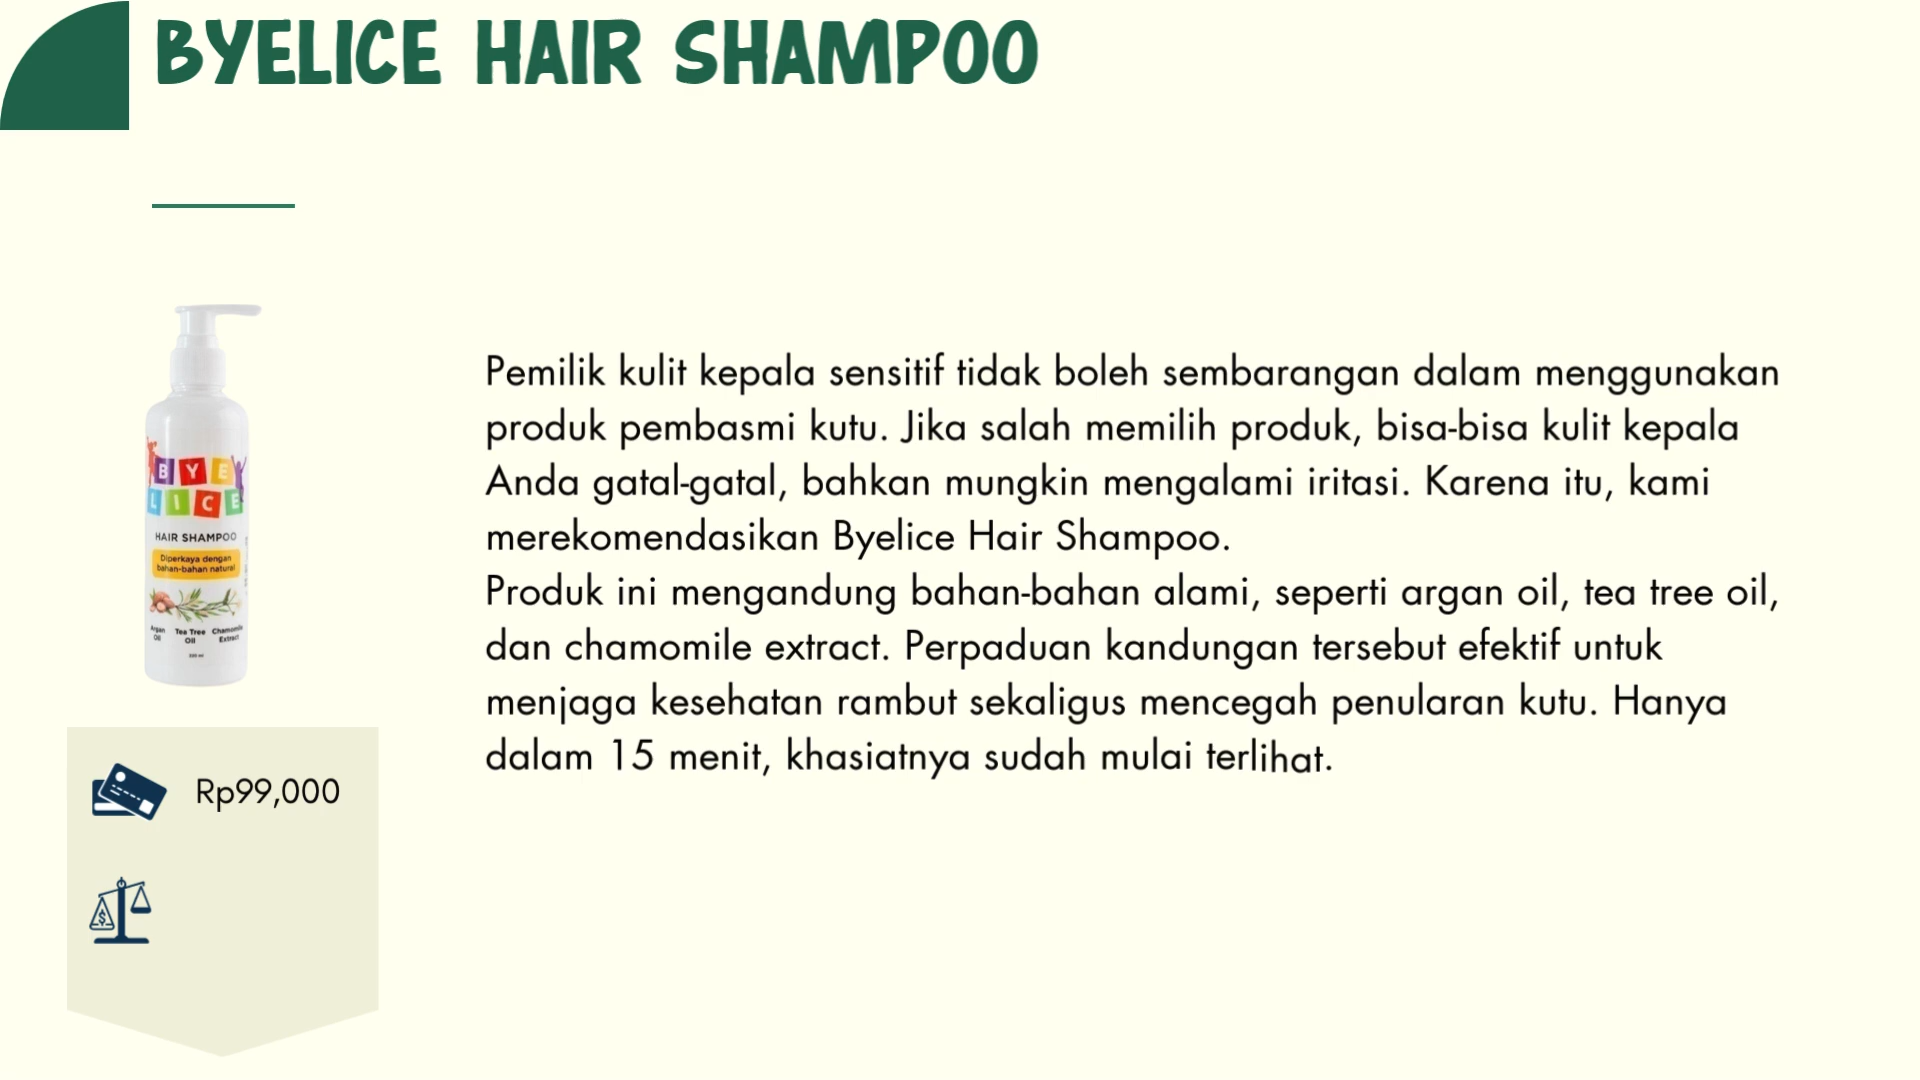 BYELICE HAIR SHAMPOO
BYE
LICE
HAIR SHAMPOO
Diperkaya dengan
bahan-bahan natural
Argan Tea Tree Chamomile
Oil Oil Extract
Pemilik kulit kepala sensitif tidak boleh sembarangan dalam menggunakan
produk pembasmi kutu. Jika salah memilih produk, bisa-bisa kulit kepala
Anda gatal-gatal, bahkan mungkin mengalami iritasi. Karena itu, kami
merekomendasikan Byelice Hair Shampoo.
Produk ini mengandung bahan-bahan alami, seperti argan oil, tea tree oil,
dan chamomile extract. Perpaduan kandungan tersebut efektif untuk
menjaga kesehatan rambut sekaligus mencegah penularan kutu. Hanya
dalam 15 menit, khasiatnya sudah mulai terlihat.
Rp99,000